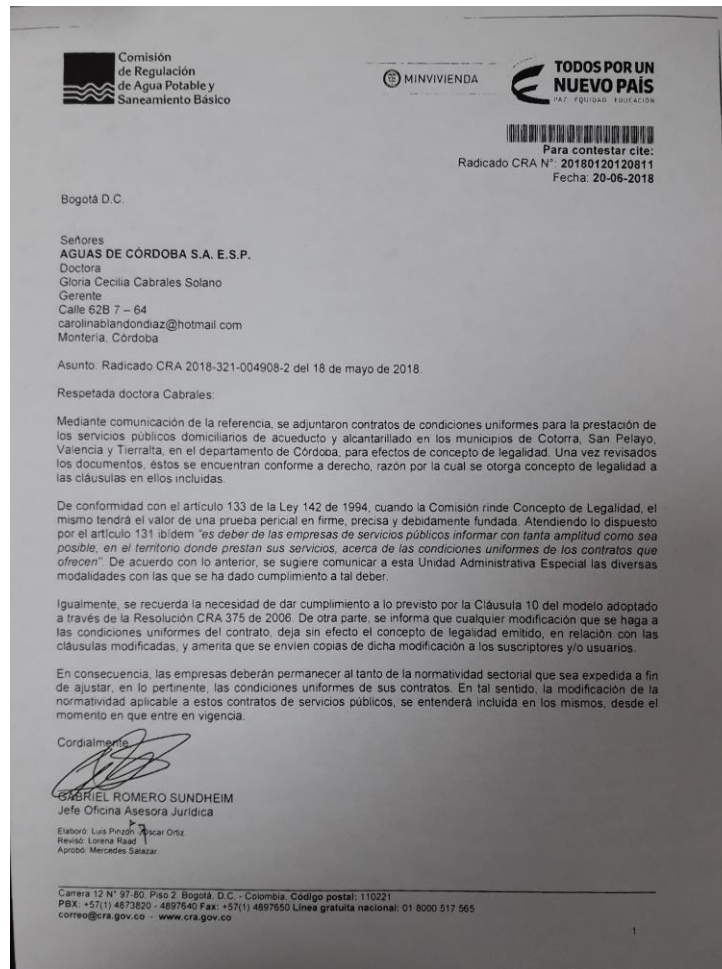 Comisión
de Regulación
de Agua Potable y
Saneamiento Básico
MINVIVIENDA
TODOS POR UN
NUEVO PAÍS
PAZ EQUIDAD EDUCACIÓN
Para contestar cite:
Radicado CRA N°: 20180120120811
Fecha: 20-06-2018
Bogotá D.C.
Señores
AGUAS DE CÓRDOBA S.A. E.S.P.
Doctora
Gloria Cecilia Cabrales Solano
Gerente
Calle 62B 7 – 64
carolinablandondiaz@hotmail.com
Montería, Córdoba
Asunto: Radicado CRA 2018-321-004908-2 del 18 de mayo de 2018.
Respetada doctora Cabrales:
Mediante comunicación de la referencia, se adjuntaron contratos de condiciones uniformes para la prestación de
los servicios públicos domiciliarios de acueducto y alcantarillado en los municipios de Cotorra, San Pelayo,
Valencia y Tierralta, en el departamento de Córdoba, para efectos de concepto de legalidad. Una vez revisados
los documentos, éstos se encuentran conforme a derecho, razón por la cual se otorga concepto de legalidad a
las cláusulas en ellos incluidas.
De conformidad con el artículo 133 de la Ley 142 de 1994, cuando la Comisión rinde Concepto de Legalidad, el
mismo tendrá el valor de una prueba pericial en firme, precisa y debidamente fundada. Atendiendo lo dispuesto
por el artículo 131 ibídem "es deber de las empresas de servicios públicos informar con tanta amplitud como sea
posible, en el territorio donde prestan sus servicios, acerca de las condiciones uniformes de los contratos que
ofrecen". De acuerdo con lo anterior, se sugiere comunicar a esta Unidad Administrativa Especial las diversas
modalidades con las que se ha dado cumplimiento a tal deber.
Igualmente, se recuerda la necesidad de dar cumplimiento a lo previsto por la Cláusula 10 del modelo adoptado
a través de la Resolución CRA 375 de 2006. De otra parte, se informa que cualquier modificación que se haga a
las condiciones uniformes del contrato, deja sin efecto el concepto de legalidad emitido, en relación con las
cláusulas modificadas, y amerita que se envíen copias de dicha modificación a los suscriptores y/o usuarios.
En consecuencia, las empresas deberán permanecer al tanto de la normatividad sectorial que sea expedida a fin
de ajustar, en lo pertinente, las condiciones uniformes de sus contratos. En tal sentido, la modificación de la
normatividad aplicable a estos contratos de servicios públicos, se entenderá incluida en los mismos, desde el
momento en que entre en vigencia.
Cordialmente
GABRIEL ROMERO SUNDHEIM
Jefe Oficina Asesora Jurídica
Elaboró: Luis Pinzón Oscar Ortiz
Revisó: Lorena Raad
Aprobó: Mercedes Salazar
Carrera 12 N° 97-80, Piso 2. Bogotá, D.C. - Colombia. Código postal: 110221
PBX: +57(1) 4873820 - 4897640 Fax: +57(1) 4897650 Línea gratuita nacional: 01 8000 517 565
correo@cra.gov.co - www.cra.gov.co
1